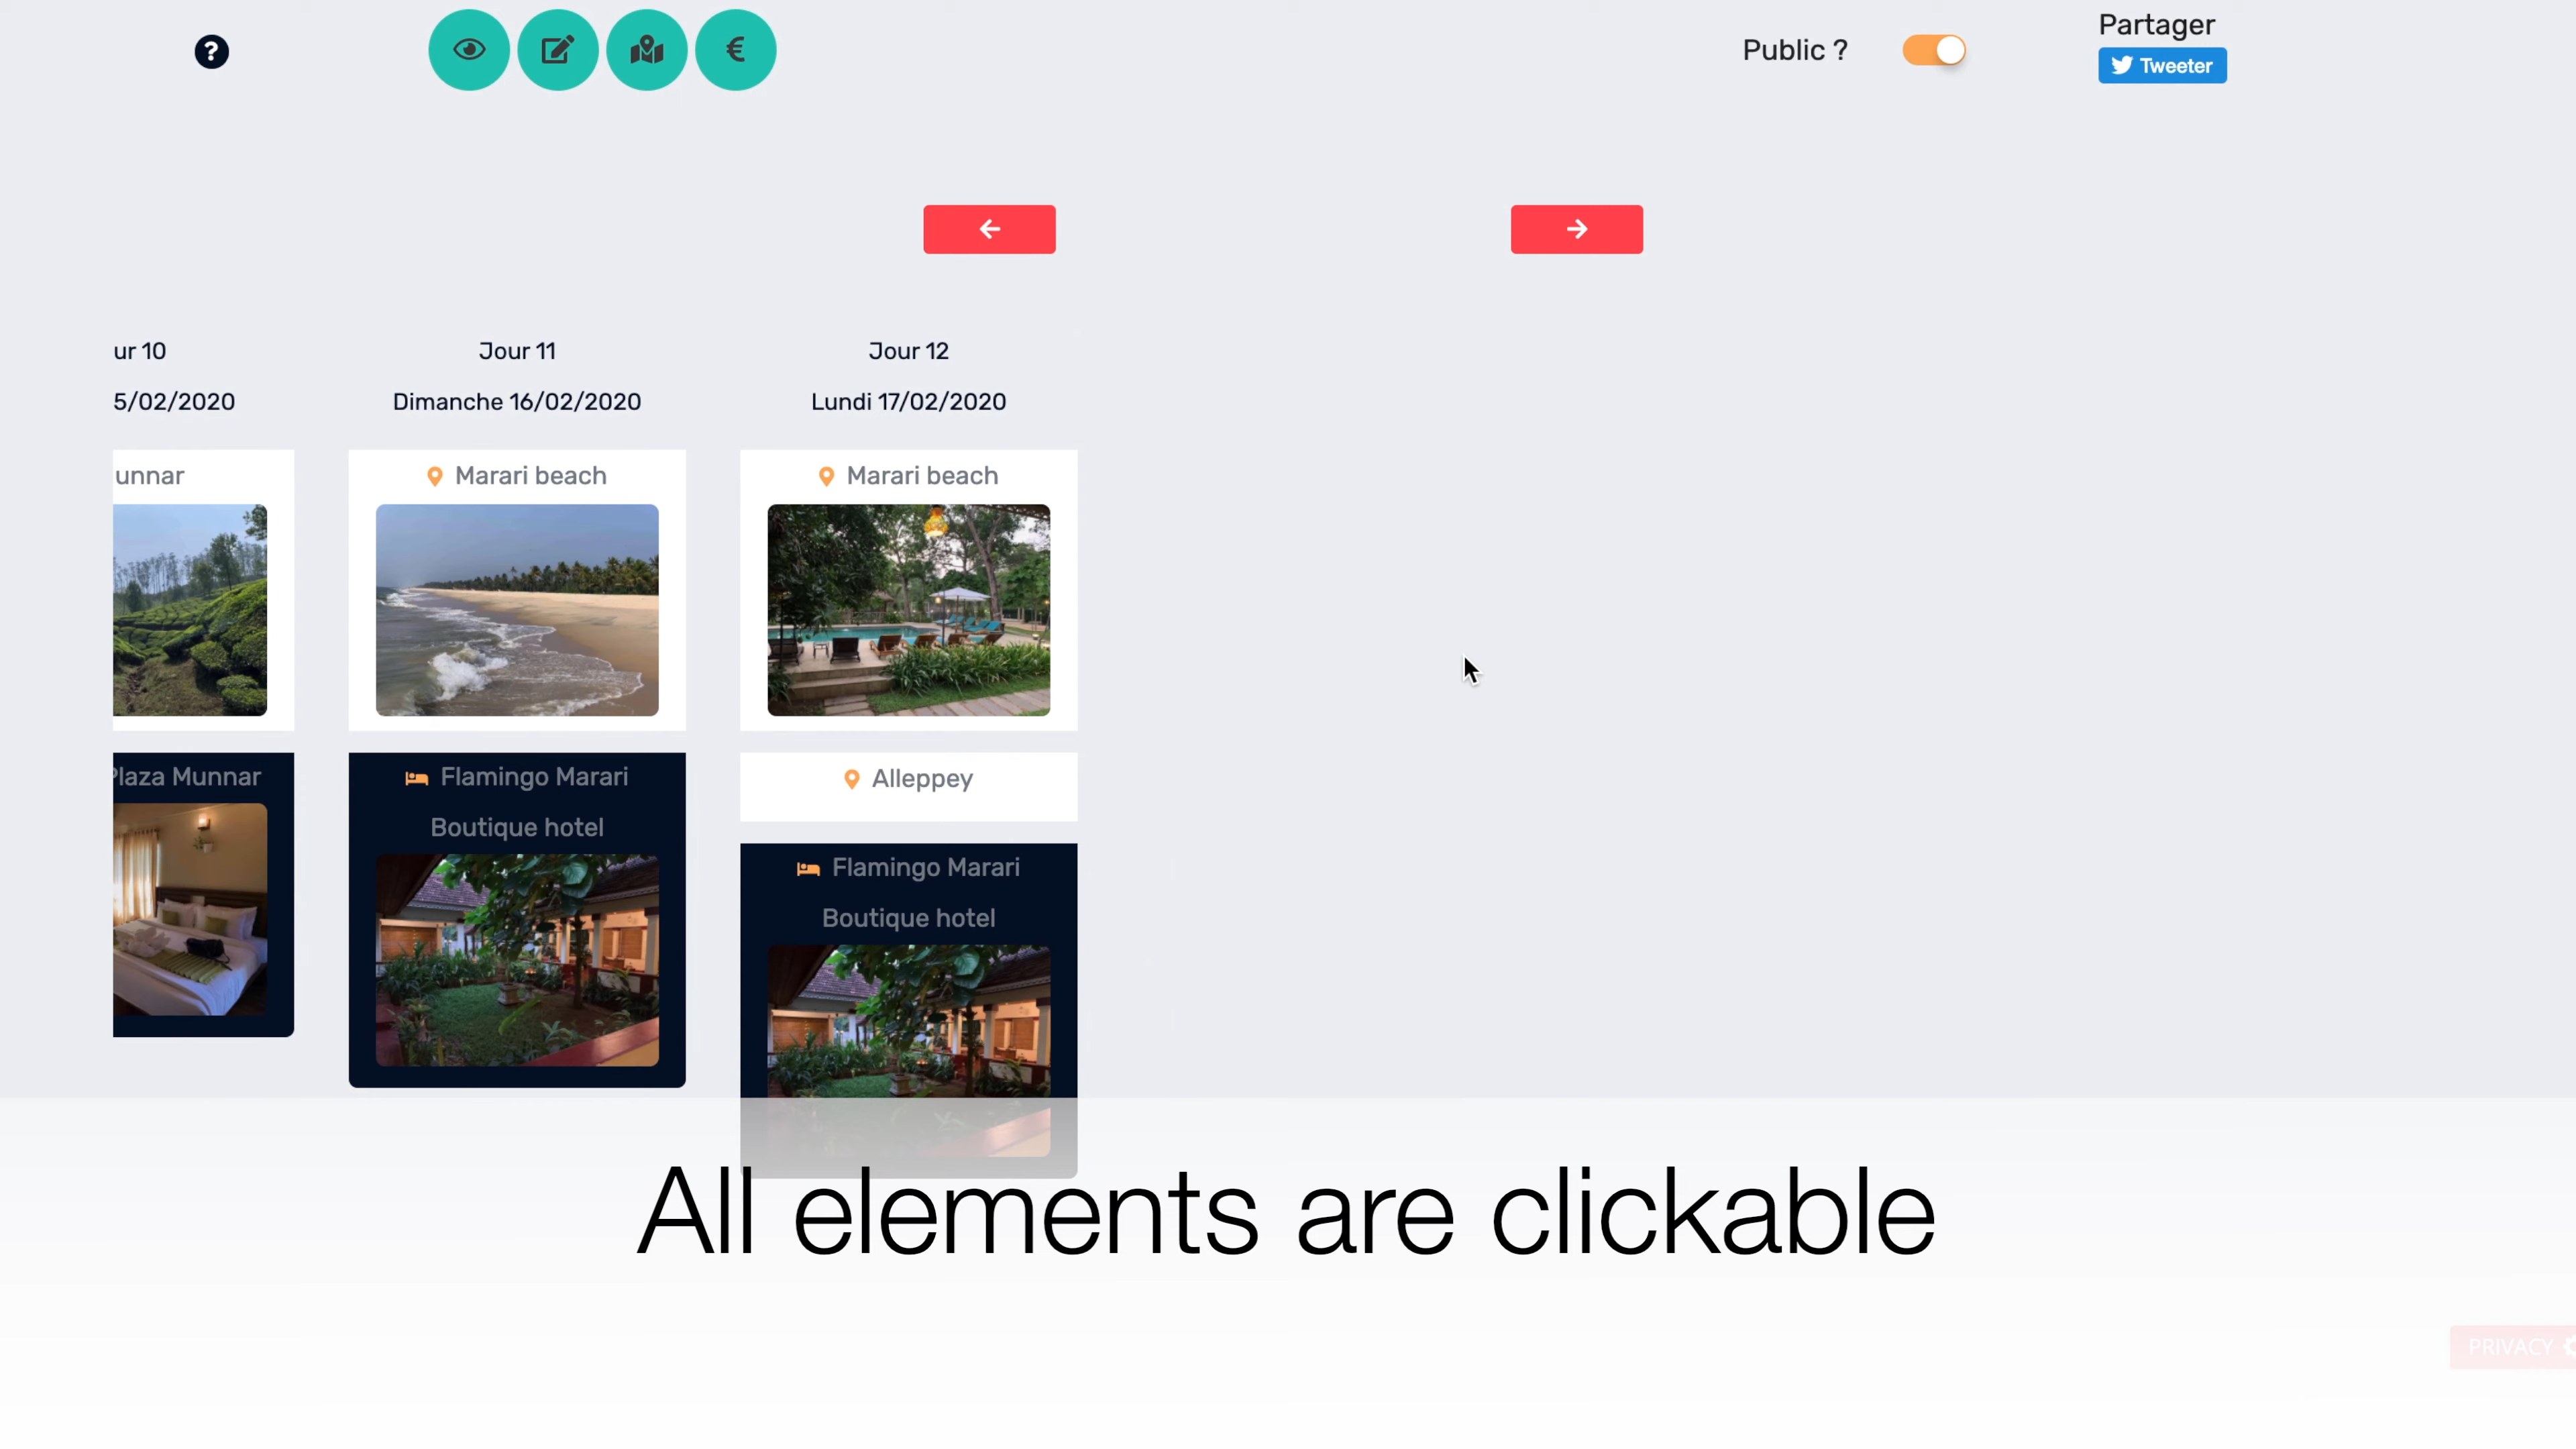 ?
€
Public ?
Partager
Tweeter
ur 10
5/02/2020
unnar
Plaza Munnar
Jour 11
Dimanche 16/02/2020
Marari beach
Flamingo Marari
Boutique hotel
Jour 12
Lundi 17/02/2020
Marari beach
Alleppey
Flamingo Marari
Boutique hotel
All elements are clickable
PRIVACY